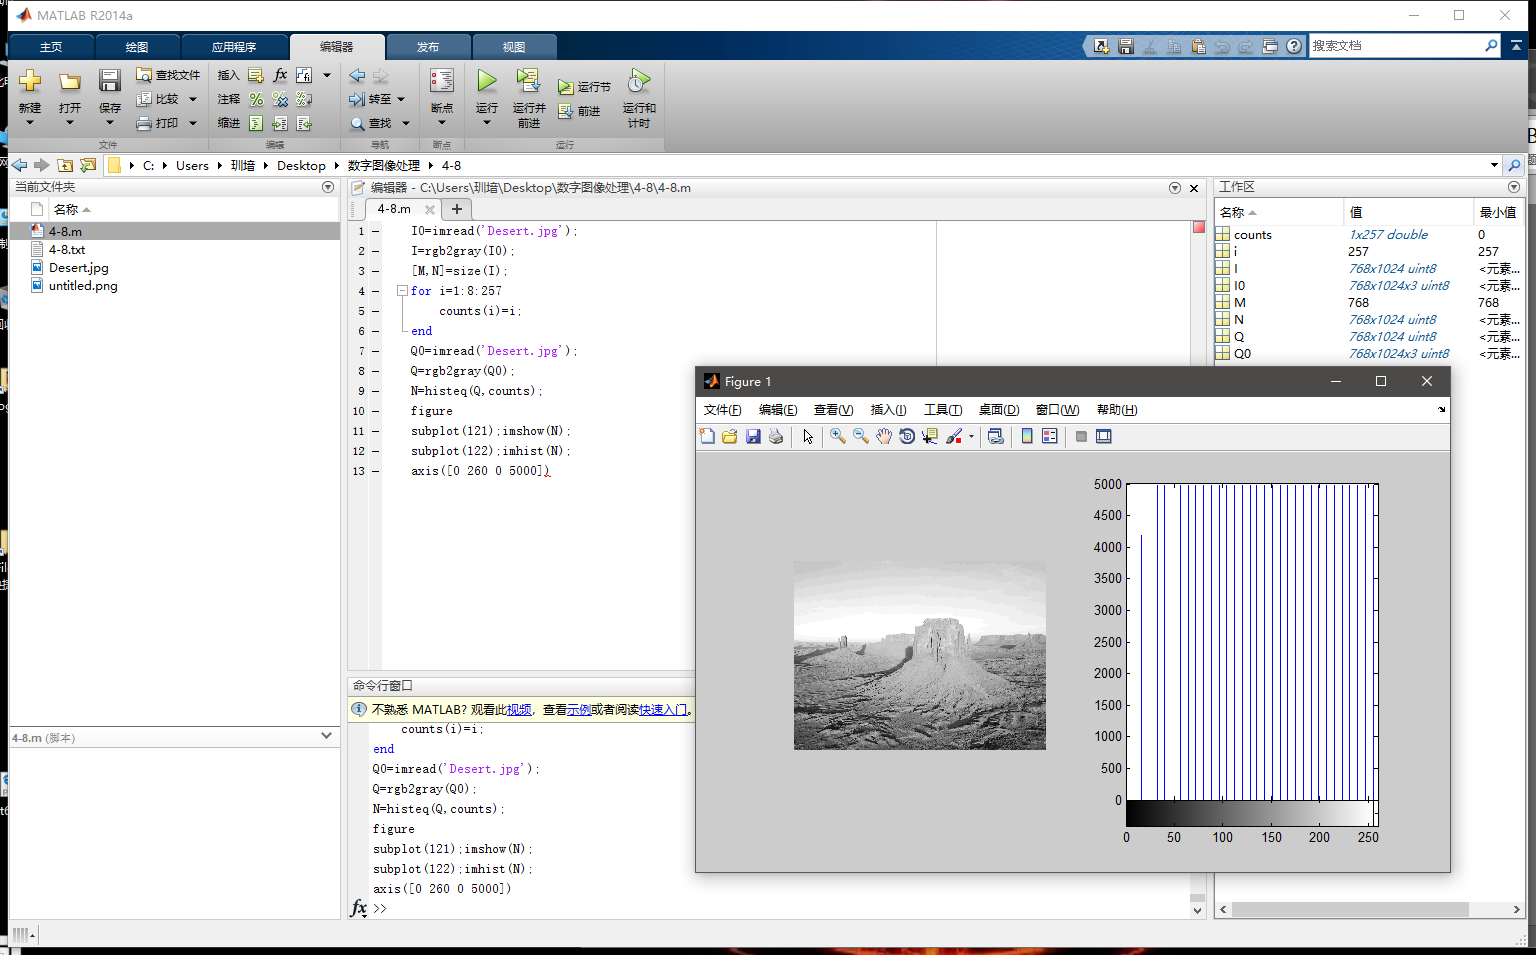 MATLAB R2014a
主页 绘图 应用程序 编辑器 发布 视图 搜索文档
新建 打开 保存 查找文件 比较 打印 文件
插入 fx 注释 缩进 编辑
转至 查找 导航
断点 断点
运行 运行并前进 运行节 前进 运行和计时 运行
C: Users 玔培 Desktop 数字图像处理 4-8
当前文件夹
名称
4-8.m
4-8.txt
Desert.jpg
untitled.png
4-8.m (脚本)
编辑器 - C:\Users\玔培\Desktop\数字图像处理\4-8\4-8.m
4-8.m
1 I0=imread('Desert.jpg');
2 I=rgb2gray(I0);
3 [M,N]=size(I);
4 for i=1:8:257
5 counts(i)=i;
6 end
7 Q0=imread('Desert.jpg');
8 Q=rgb2gray(Q0);
9 N=histeq(Q,counts);
10 figure
11 subplot(121);imshow(N);
12 subplot(122);imhist(N);
13 axis([0 260 0 5000])
命令行窗口
不熟悉 MATLAB? 观看此视频，查看示例或者阅读快速入门。
counts(i)=i;
end
Q0=imread('Desert.jpg');
Q=rgb2gray(Q0);
N=histeq(Q,counts);
figure
subplot(121);imshow(N);
subplot(122);imhist(N);
axis([0 260 0 5000])
fx >>
工作区
名称 值 最小值
counts 1x257 double 0
i 257 257
I 768x1024 uint8 <元素...
I0 768x1024x3 uint8 <元素...
M 768 768
N 768x1024 uint8 <元素...
Q 768x1024 uint8 <元素...
Q0 768x1024x3 uint8 <元素...
Figure 1
文件(F) 编辑(E) 查看(V) 插入(I) 工具(T) 桌面(D) 窗口(W) 帮助(H)
5000
4500
4000
3500
3000
2500
2000
1500
1000
500
0
0 50 100 150 200 250